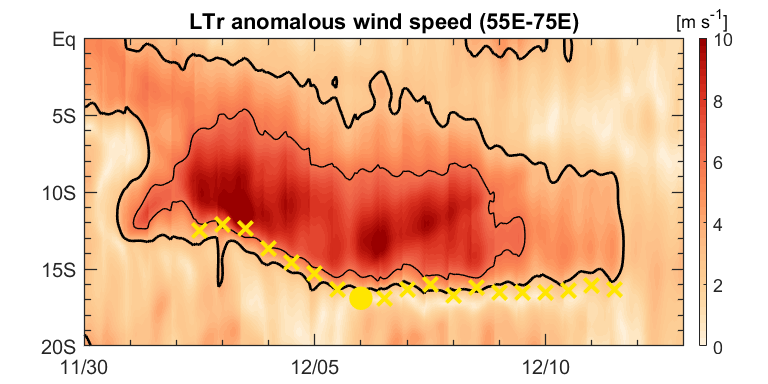 LTr anomalous wind speed (55E-75E)
[m s⁻¹]
Eq
5S
10S
15S
20S
11/30
12/05
12/10
10
8
6
4
2
0